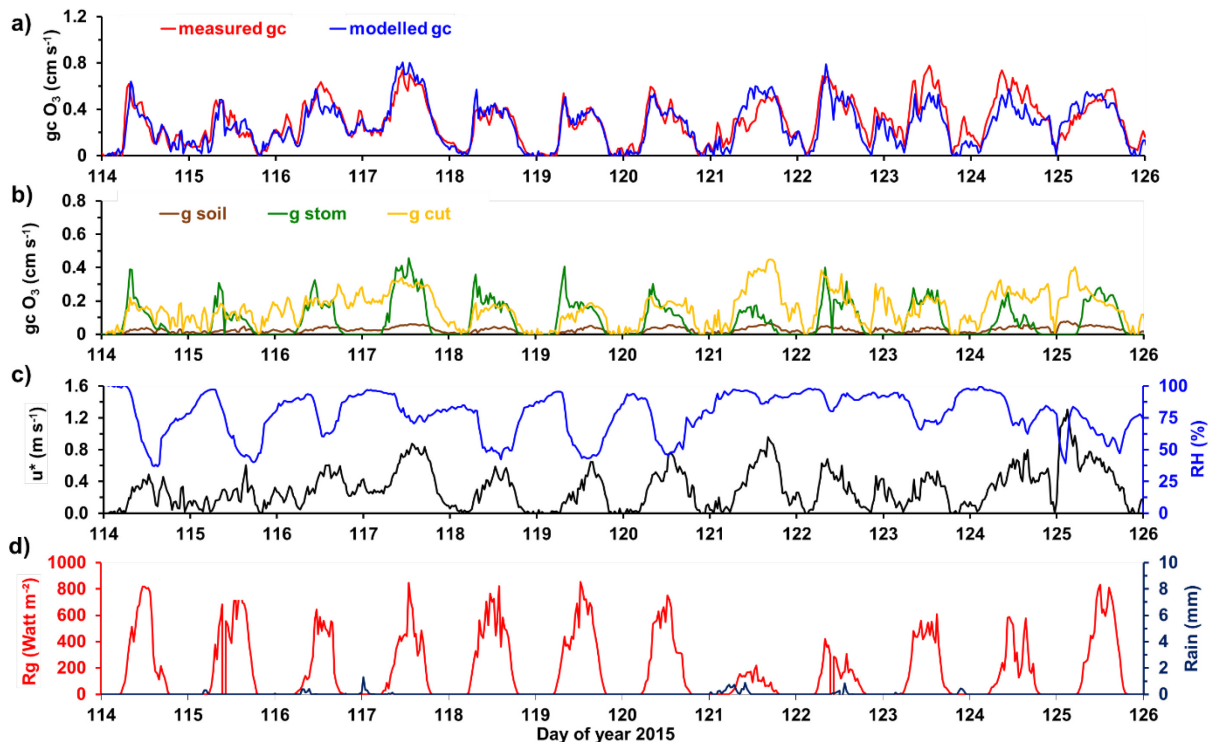 a)
gc O₃ (cm s⁻¹)
measured gc modelled gc
1.2
0.8
0.4
0
114 115 116 117 118 119 120 121 122 123 124 125 126
b)
gc O₃ (cm s⁻¹)
g soil g stom g cut
0.8
0.6
0.4
0.2
0
114 115 116 117 118 119 120 121 122 123 124 125 126
c)
u* (m s⁻¹)
1.6
1.2
0.8
0.4
0.0
100
75
50
25
0
RH (%)
114 115 116 117 118 119 120 121 122 123 124 125 126
d)
Rg (Watt m⁻²)
1000
800
600
400
200
0
10
8
6
4
2
0
Rain (mm)
114 115 116 117 118 119 120 121 122 123 124 125 126
Day of year 2015